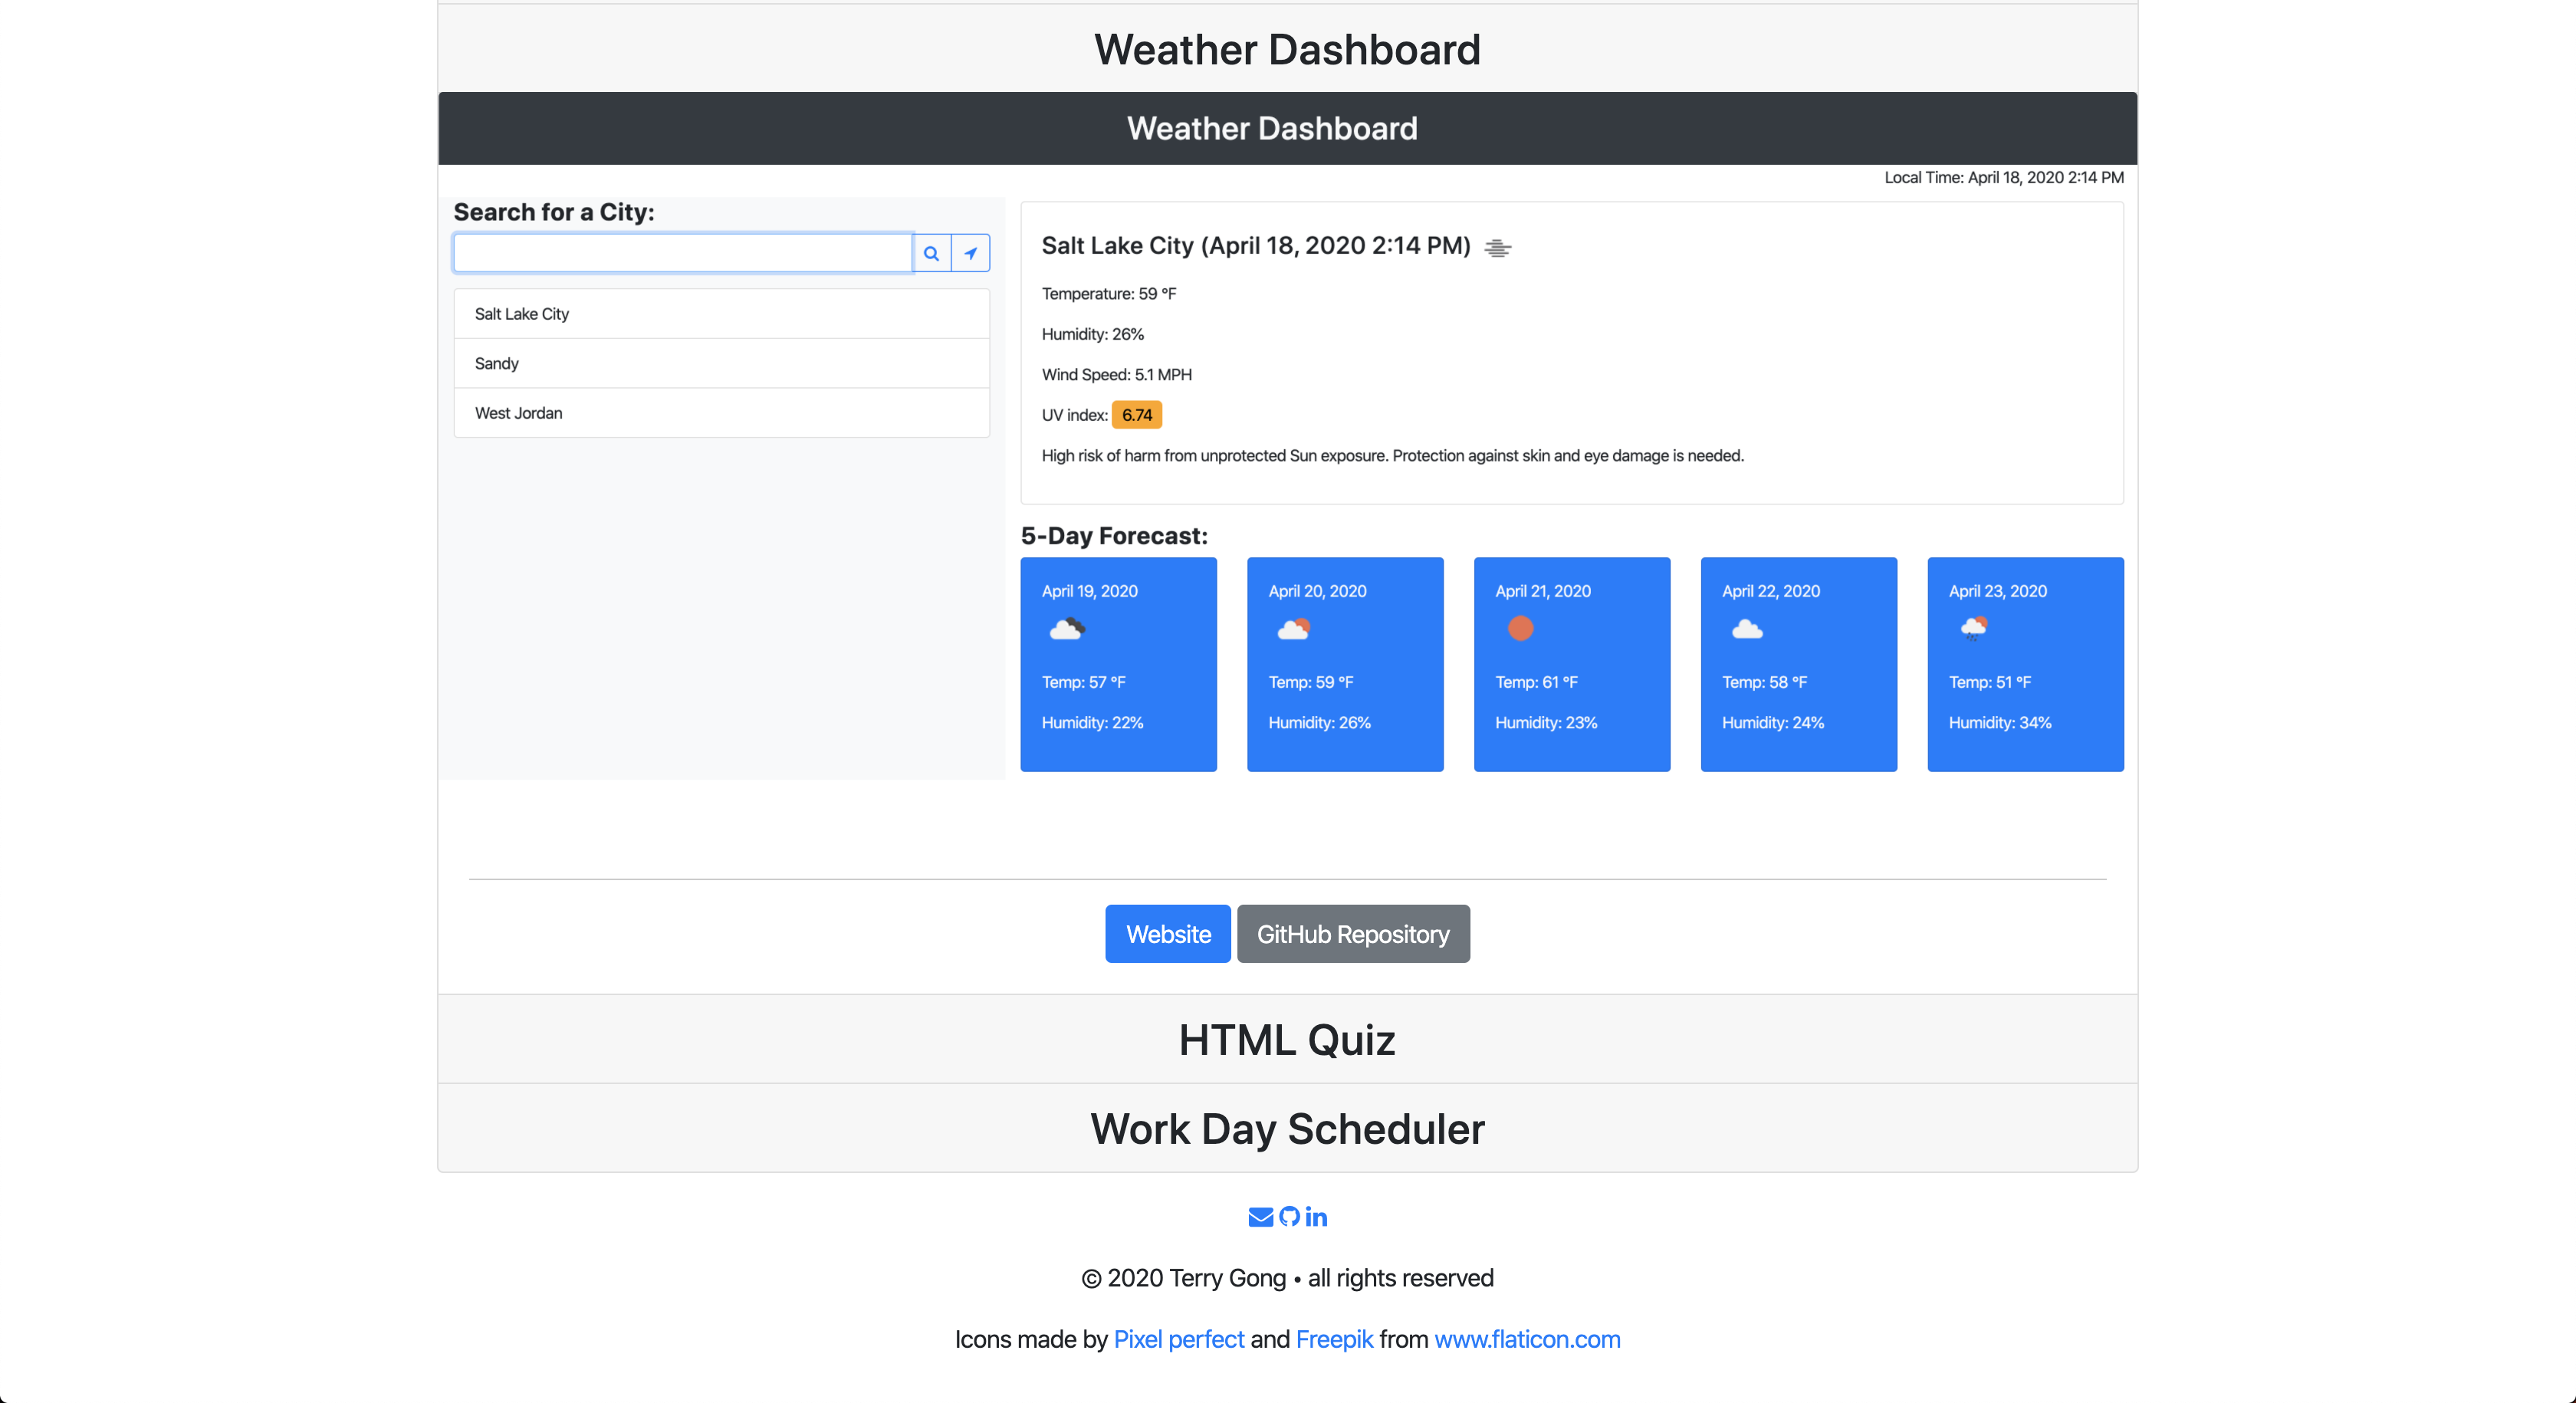 Weather Dashboard
Weather Dashboard
Local Time: April 18, 2020 2:14 PM
Search for a City:
Salt Lake City
Sandy
West Jordan
Salt Lake City (April 18, 2020 2:14 PM)
Temperature: 59 °F
Humidity: 26%
Wind Speed: 5.1 MPH
UV index: 6.74
High risk of harm from unprotected Sun exposure. Protection against skin and eye damage is needed.
5-Day Forecast:
April 19, 2020
Temp: 57 °F
Humidity: 22%
April 20, 2020
Temp: 59 °F
Humidity: 26%
April 21, 2020
Temp: 61 °F
Humidity: 23%
April 22, 2020
Temp: 58 °F
Humidity: 24%
April 23, 2020
Temp: 51 °F
Humidity: 34%
Website
GitHub Repository
HTML Quiz
Work Day Scheduler
© 2020 Terry Gong • all rights reserved
Icons made by Pixel perfect and Freepik from www.flaticon.com